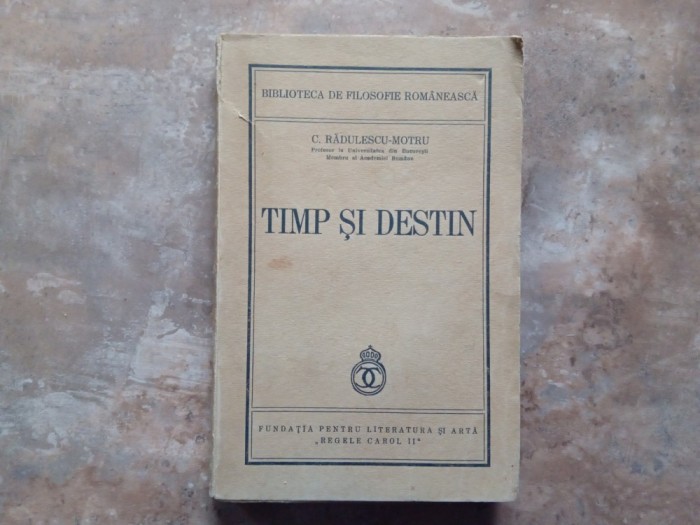 BIBLIOTECA DE FILOSOFIE ROMÂNEASCĂ
C. RĂDULESCU-MOTRU
Profesor la Universitatea din București
Membru al Academiei Române
TIMP ȘI DESTIN
FUNDAȚIA PENTRU LITERATURĂ ȘI ARTĂ
„REGELE CAROL II"